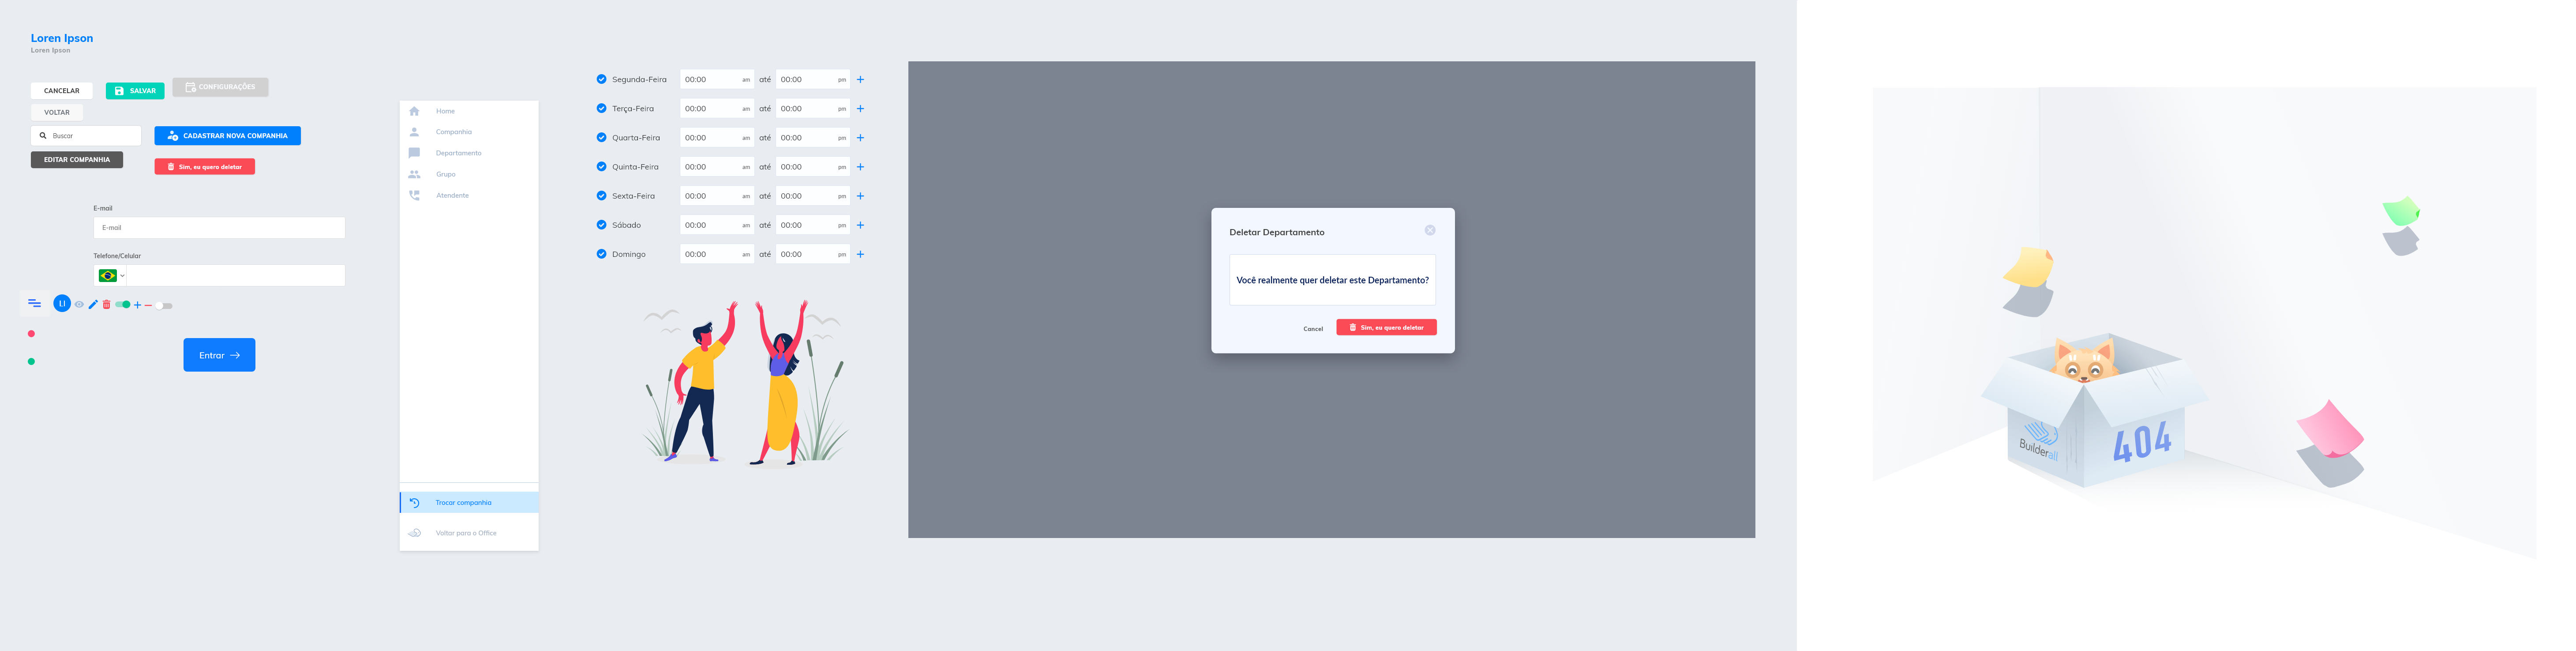 Loren Ipson
Loren Ipson
CANCELAR
SALVAR
CONFIGURAÇÕES
VOLTAR
Buscar
CADASTRAR NOVA COMPANHIA
EDITAR COMPANHIA
Sim, eu quero deletar
E-mail
E-mail
Telefone/Celular
LI
Entrar
Home
Companhia
Departamento
Grupo
Atendente
Trocar companhia
Voltar para o Office
Segunda-Feira 00:00 am até 00:00 pm
Terça-Feira 00:00 am até 00:00 pm
Quarta-Feira 00:00 am até 00:00 pm
Quinta-Feira 00:00 am até 00:00 pm
Sexta-Feira 00:00 am até 00:00 pm
Sábado 00:00 am até 00:00 pm
Domingo 00:00 am até 00:00 pm
Deletar Departamento
Você realmente quer deletar este Departamento?
Cancel
Sim, eu quero deletar
Builderall
404